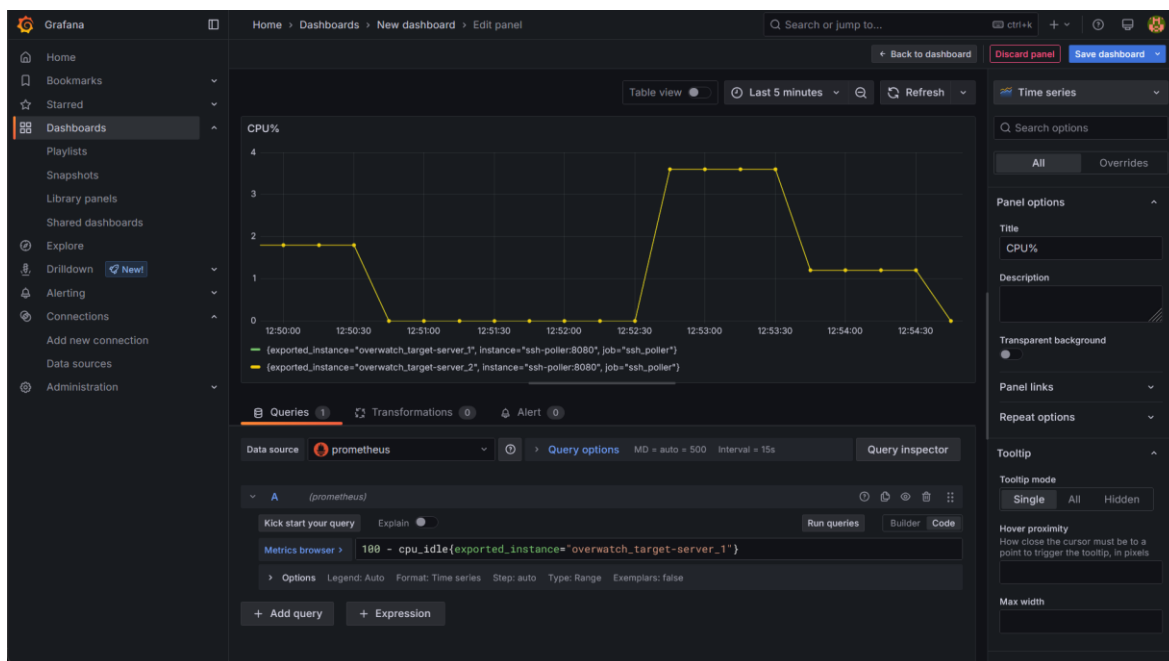 Grafana
Home > Dashboards > New dashboard > Edit panel
Search or jump to...
ctrl+k
Home
Bookmarks
Starred
Dashboards
Playlists
Snapshots
Library panels
Shared dashboards
Explore
Drilldown New!
Alerting
Connections
Add new connection
Data sources
Administration
Back to dashboard
Discard panel
Save dashboard
Table view
Last 5 minutes
Refresh
CPU%
4
3
2
1
0
12:50:00 12:50:30 12:51:00 12:51:30 12:52:00 12:52:30 12:53:00 12:53:30 12:54:00 12:54:30
{exported_instance="overwatch_target-server_1", instance="ssh-poller:8080", job="ssh_poller"}
{exported_instance="overwatch_target-server_2", instance="ssh-poller:8080", job="ssh_poller"}
Queries 1 Transformations 0 Alert 0
Data source prometheus Query options MD = auto = 500 Interval = 15s Query inspector
A (prometheus)
Kick start your query Explain Run queries Builder Code
Metrics browser > 100 - cpu_idle{exported_instance="overwatch_target-server_1"}
> Options Legend: Auto Format: Time series Step: auto Type: Range Exemplars: false
+ Add query + Expression
Time series
Search options
All Overrides
Panel options
Title
CPU%
Description
Transparent background
Panel links
Repeat options
Tooltip
Tooltip mode
Single All Hidden
Hover proximity
How close the cursor must be to a
point to trigger the tooltip, in pixels
Max width